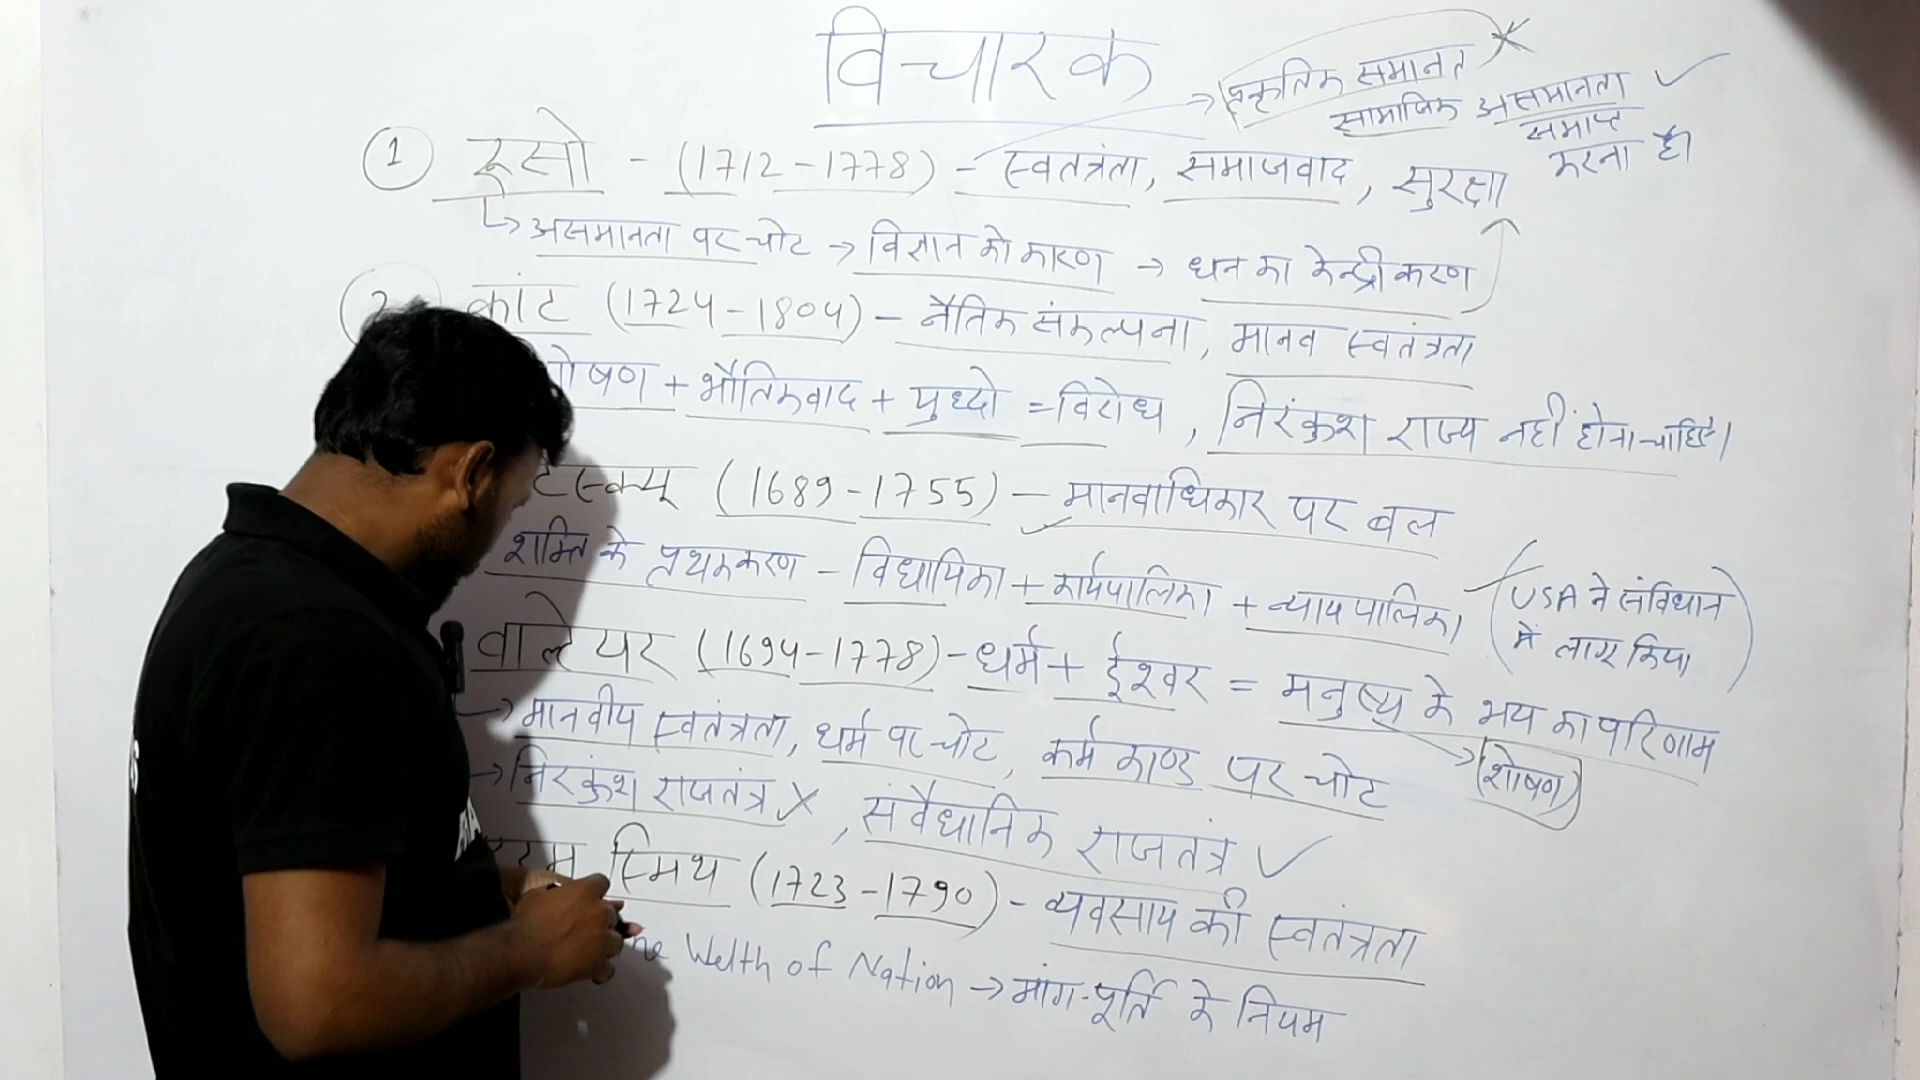 विचारक
→ प्राकृतिक समानता
सामाजिक असमानता ✓
समाप्त
करना है।
① रूसो - (1712-1778) - स्वतंत्रता, समाजवाद, सुरक्षा
↳ असमानता पर चोट → विज्ञान को कारण → धन का केन्द्रीकरण
2 कांट (1724-1804) - नैतिक संकल्पना, मानव स्वतंत्रता
षण + भौतिकवाद + युध्दो = विरोध, निरंकुश राज्य नहीं होना चाहिए।
टेस्क्यू (1689-1755) - मानवाधिकार पर बल
शक्ति के प्रथककरण - विधायिका + कार्यपालिका + न्यायपालिका
(USA ने संविधान
में लागू किया)
वाल्टेयर (1694-1778) - धर्म + ईश्वर = मनुष्य के भय का परिणाम
→ (शोषण)
↳ मानवीय स्वतंत्रता, धर्म पर चोट, कर्म काण्ड पर चोट
→ निरंकुश राजतंत्र X, संवैधानिक राजतंत्र ✓
स्मिथ (1723-1790) - व्यवसाय की स्वतंत्रता
Welth of Nation → मांग-पूर्ति के नियम